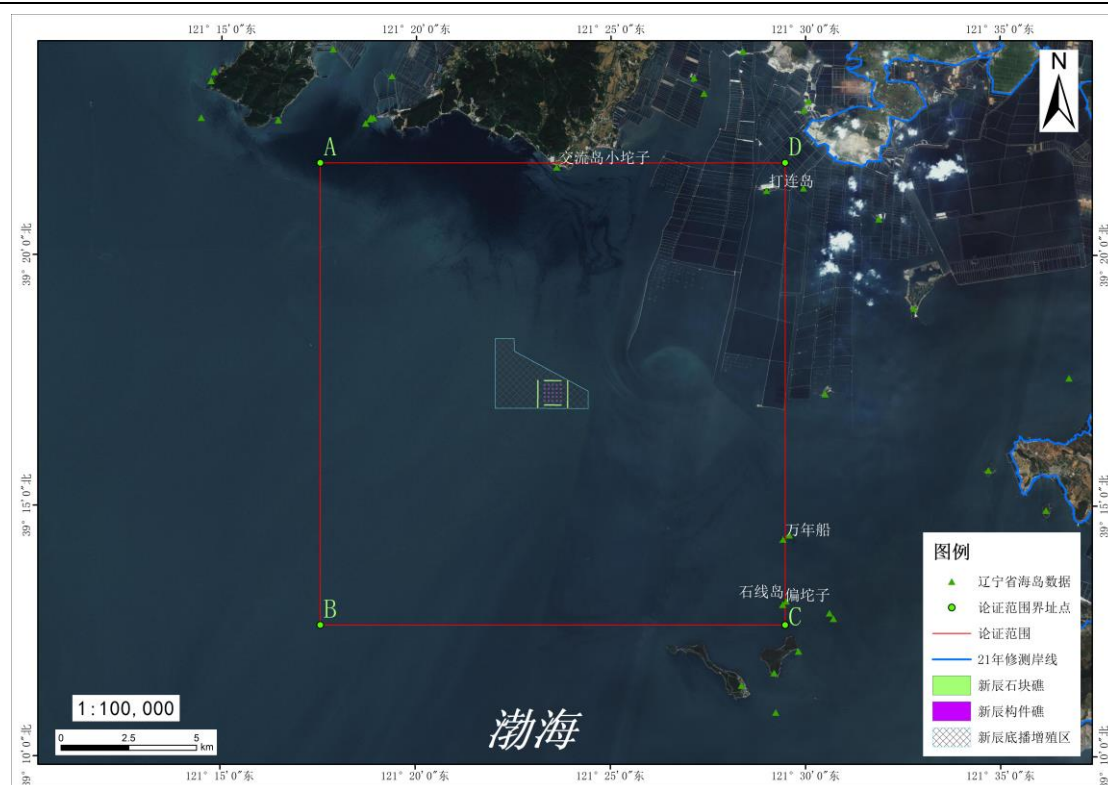 121° 15'0"东 121° 20'0"东 121° 25'0"东 121° 30'0"东 121° 35'0"东
N
A
D
交流岛小坨子
打连岛
39° 20'0"北
39° 20'0"北
39° 15'0"北
39° 15'0"北
万年船
石线岛
偏坨子
B
C
图例
辽宁省海岛数据
论证范围界址点
论证范围
21年修测岸线
新辰石块礁
新辰构件礁
新辰底播增殖区
1:100,000
0 2.5 5
km
渤海
39° 10'0"北
39° 10'0"北
121° 15'0"东 121° 20'0"东 121° 25'0"东 121° 30'0"东 121° 35'0"东